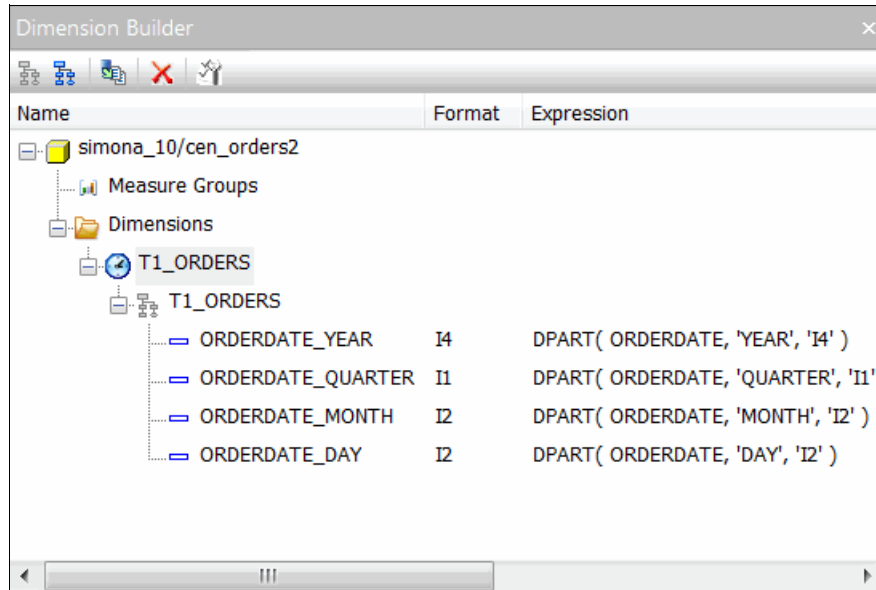 Dimension Builder
Name Format Expression
simona_10/cen_orders2
Measure Groups
Dimensions
T1_ORDERS
T1_ORDERS
ORDERDATE_YEAR I4 DPART( ORDERDATE, 'YEAR', 'I4' )
ORDERDATE_QUARTER I1 DPART( ORDERDATE, 'QUARTER', 'I1'
ORDERDATE_MONTH I2 DPART( ORDERDATE, 'MONTH', 'I2' )
ORDERDATE_DAY I2 DPART( ORDERDATE, 'DAY', 'I2' )